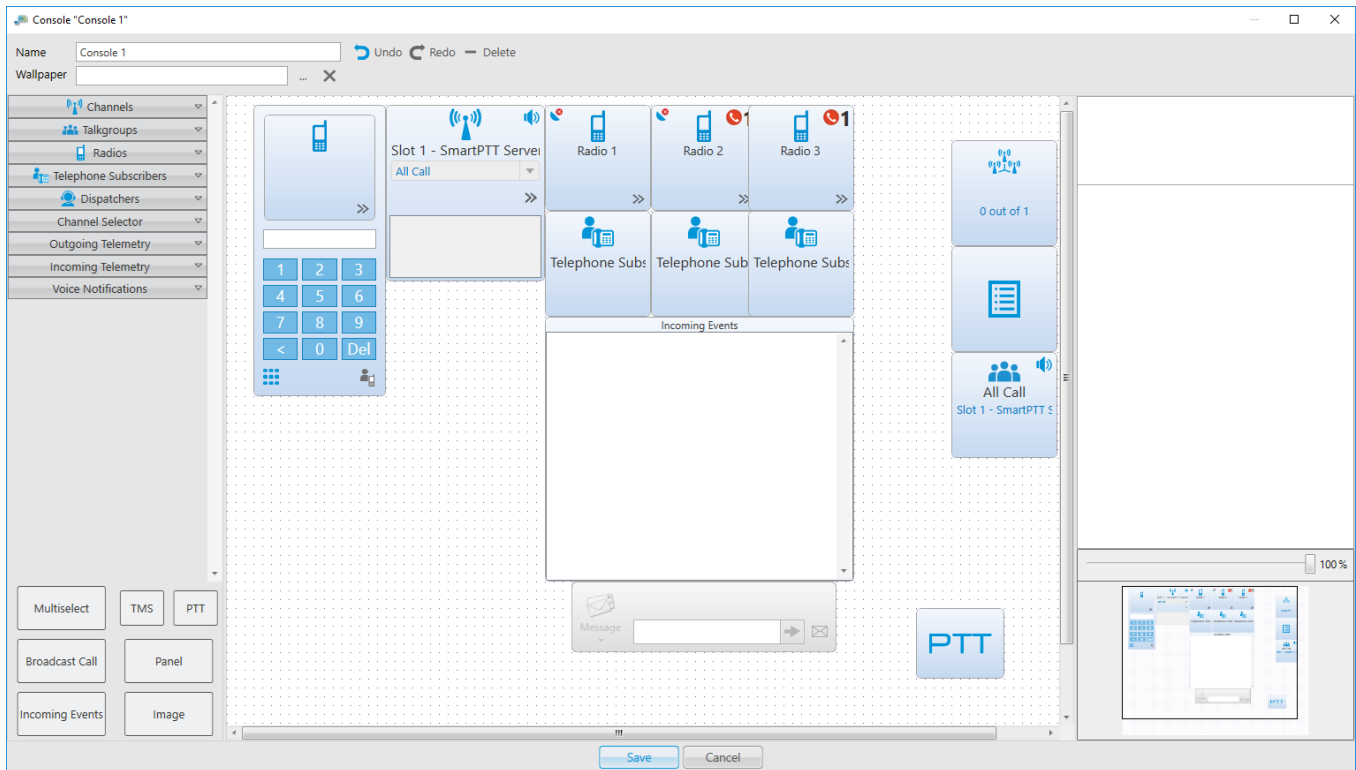 Console "Console 1"
Name
Console 1
Undo
Redo
Delete
Wallpaper
...
Channels
Talkgroups
Radios
Telephone Subscribers
Dispatchers
Channel Selector
Outgoing Telemetry
Incoming Telemetry
Voice Notifications
1 2 3
4 5 6
7 8 9
< 0 Del
Slot 1 - SmartPTT Server
All Call
Radio 1
Radio 2
1
Radio 3
1
Telephone Subs
Telephone Sub
Telephone Subs
Incoming Events
Message
0 out of 1
All Call
Slot 1 - SmartPTT S
PTT
100%
Multiselect
TMS
PTT
Broadcast Call
Panel
Incoming Events
Image
Save
Cancel